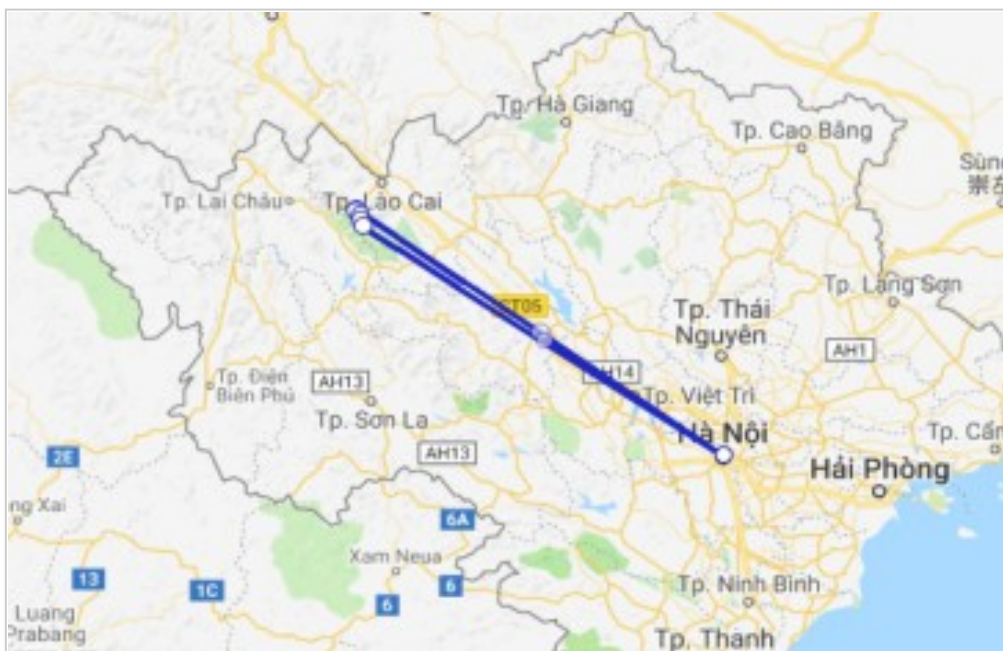 Tp. Hà Giang
Tp. Cao Bằng
Tp. Lai Châu
Tp. Lào Cai
Tp. Lạng Sơn
CT05
Tp. Thái
Nguyên
AH1
AH14
Tp. Điện
Biên Phủ
AH13
Tp. Việt Trì
Tp. Sơn La
Hà Nội
AH13
2E
Hải Phòng
6A
Xam Neua
13
1C
6
6
Tp. Ninh Bình
Luang
Prabang
Tp. Thanh